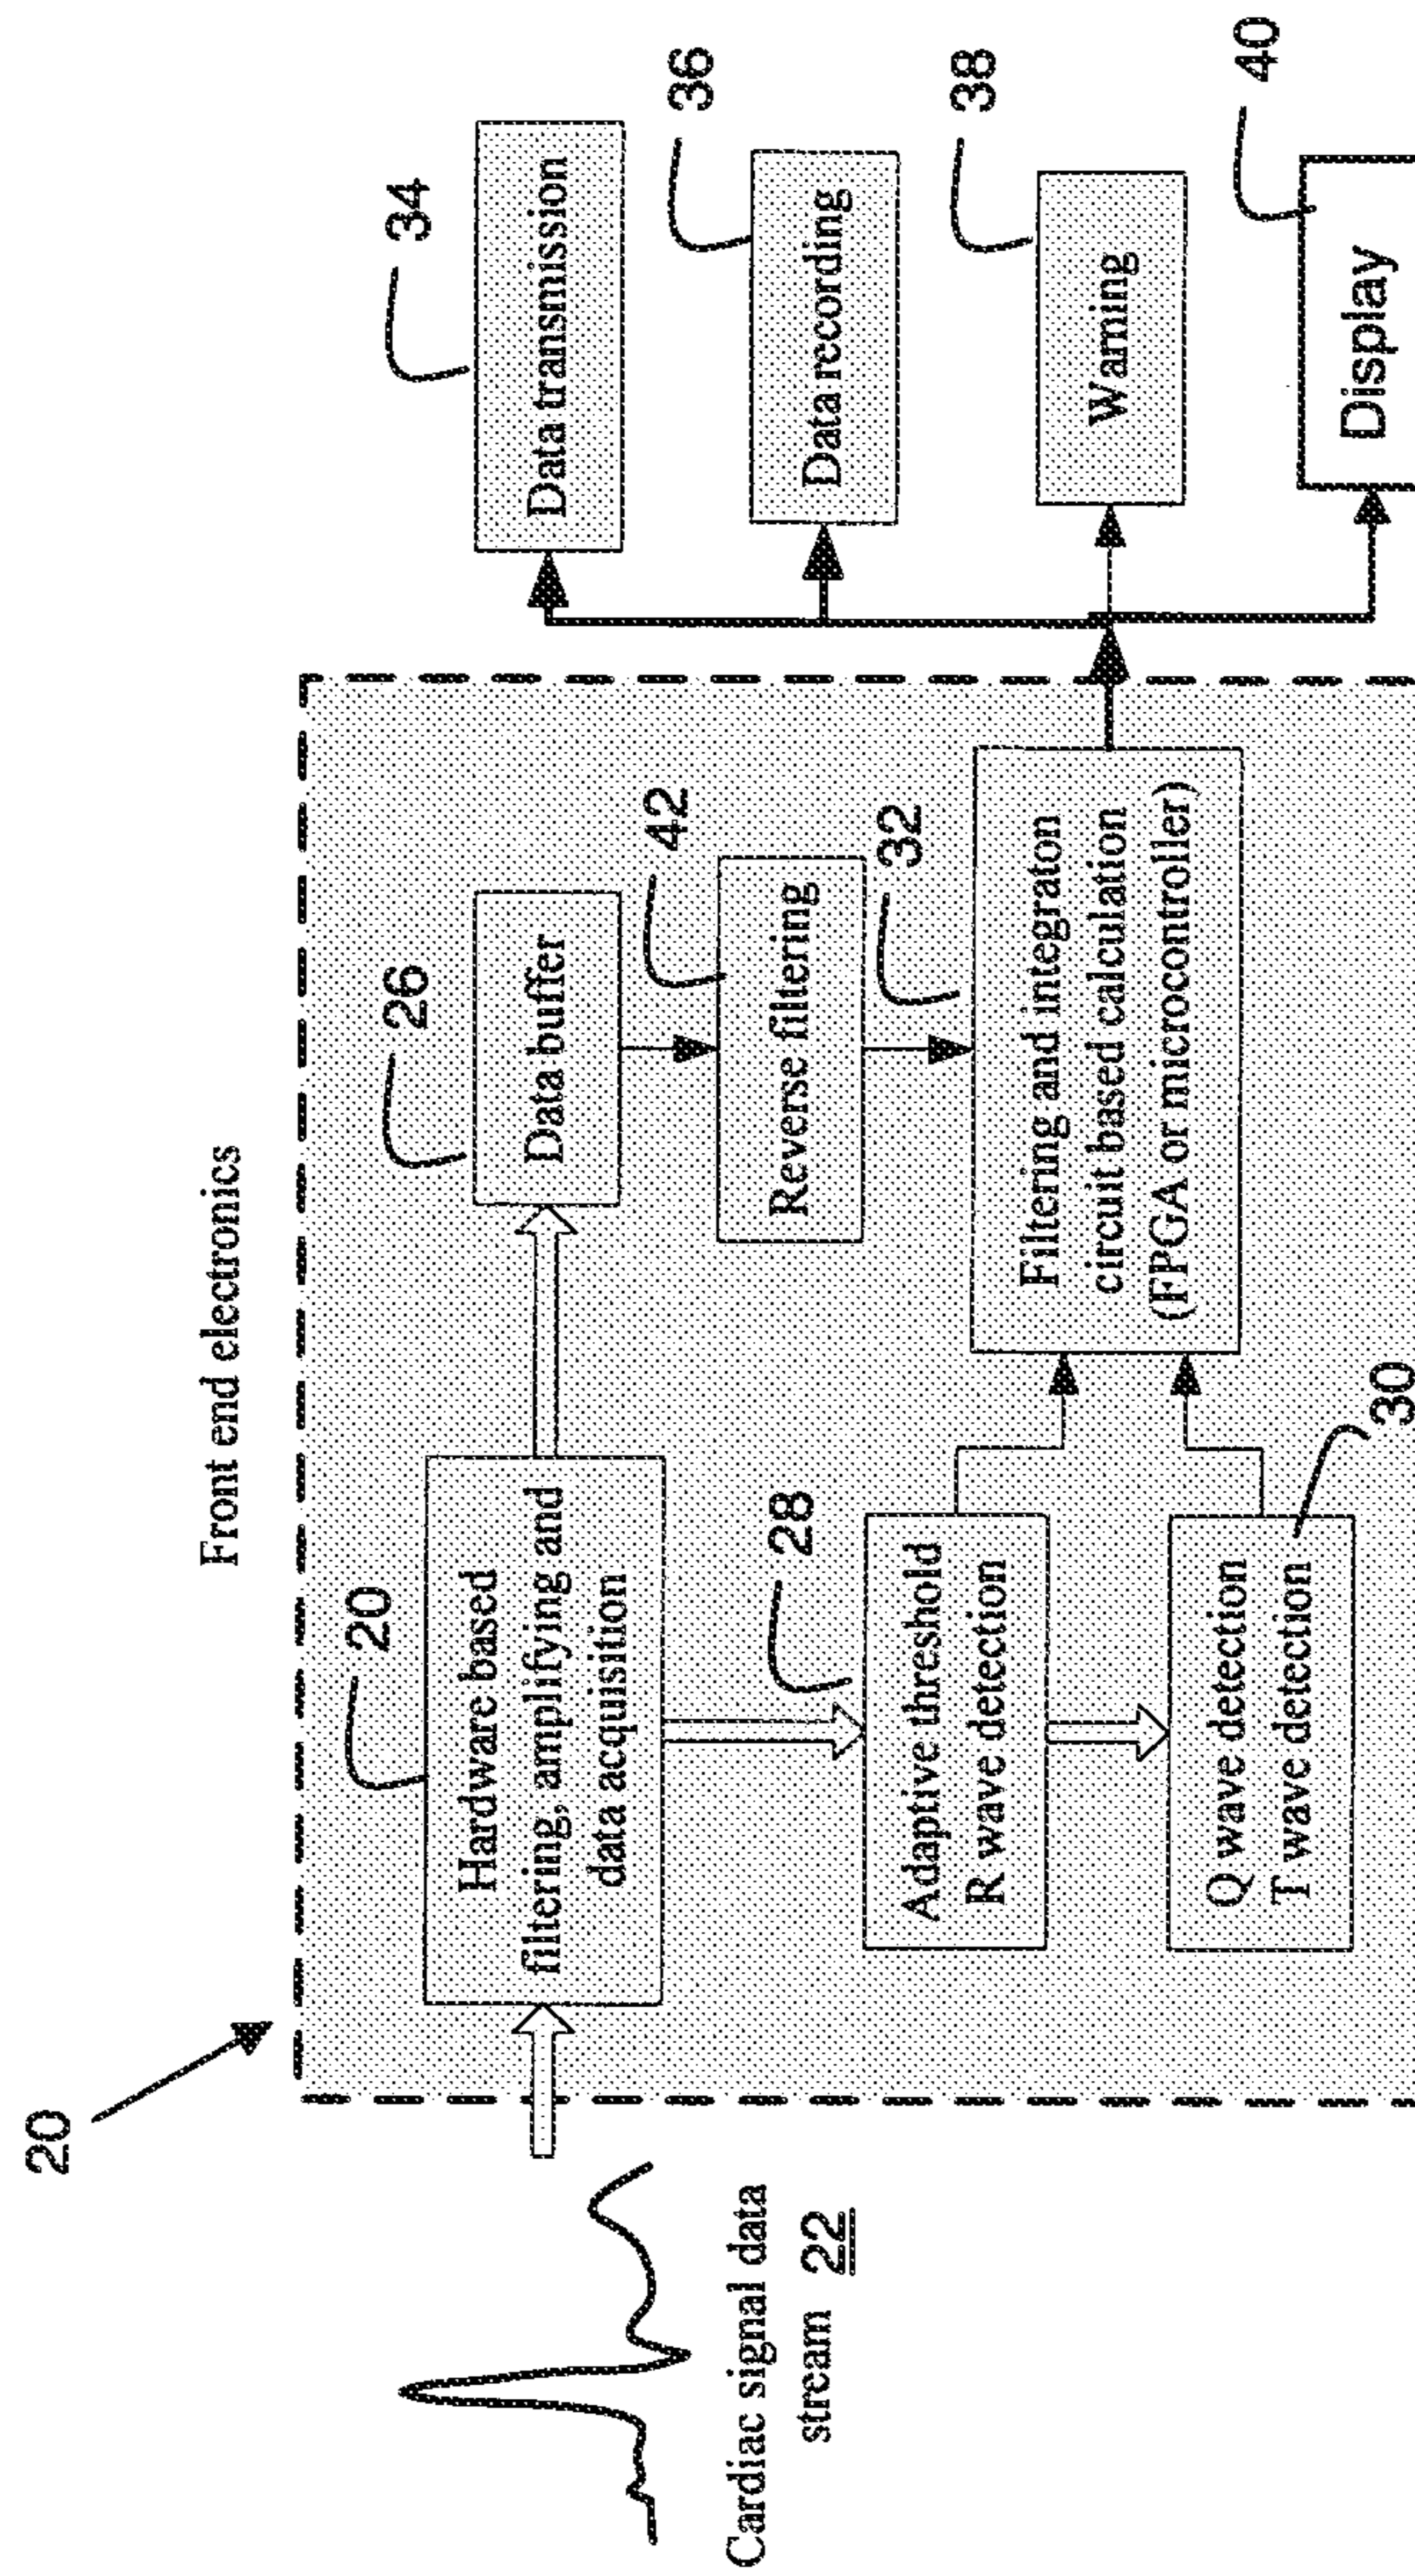 Front end electronics
20
20
Hardware based
filtering, amplifying and
data acquisition
26
Data buffer
34
Data transmission
42
Reverse filtering
36
Data recording
Cardiac signal data
stream 22
28
Adaptive threshold
R wave detection
32
Filtering and integraton
circuit based calculation
(FPGA or microcontroller)
38
Warning
Q wave detection
T wave detection
30
40
Display